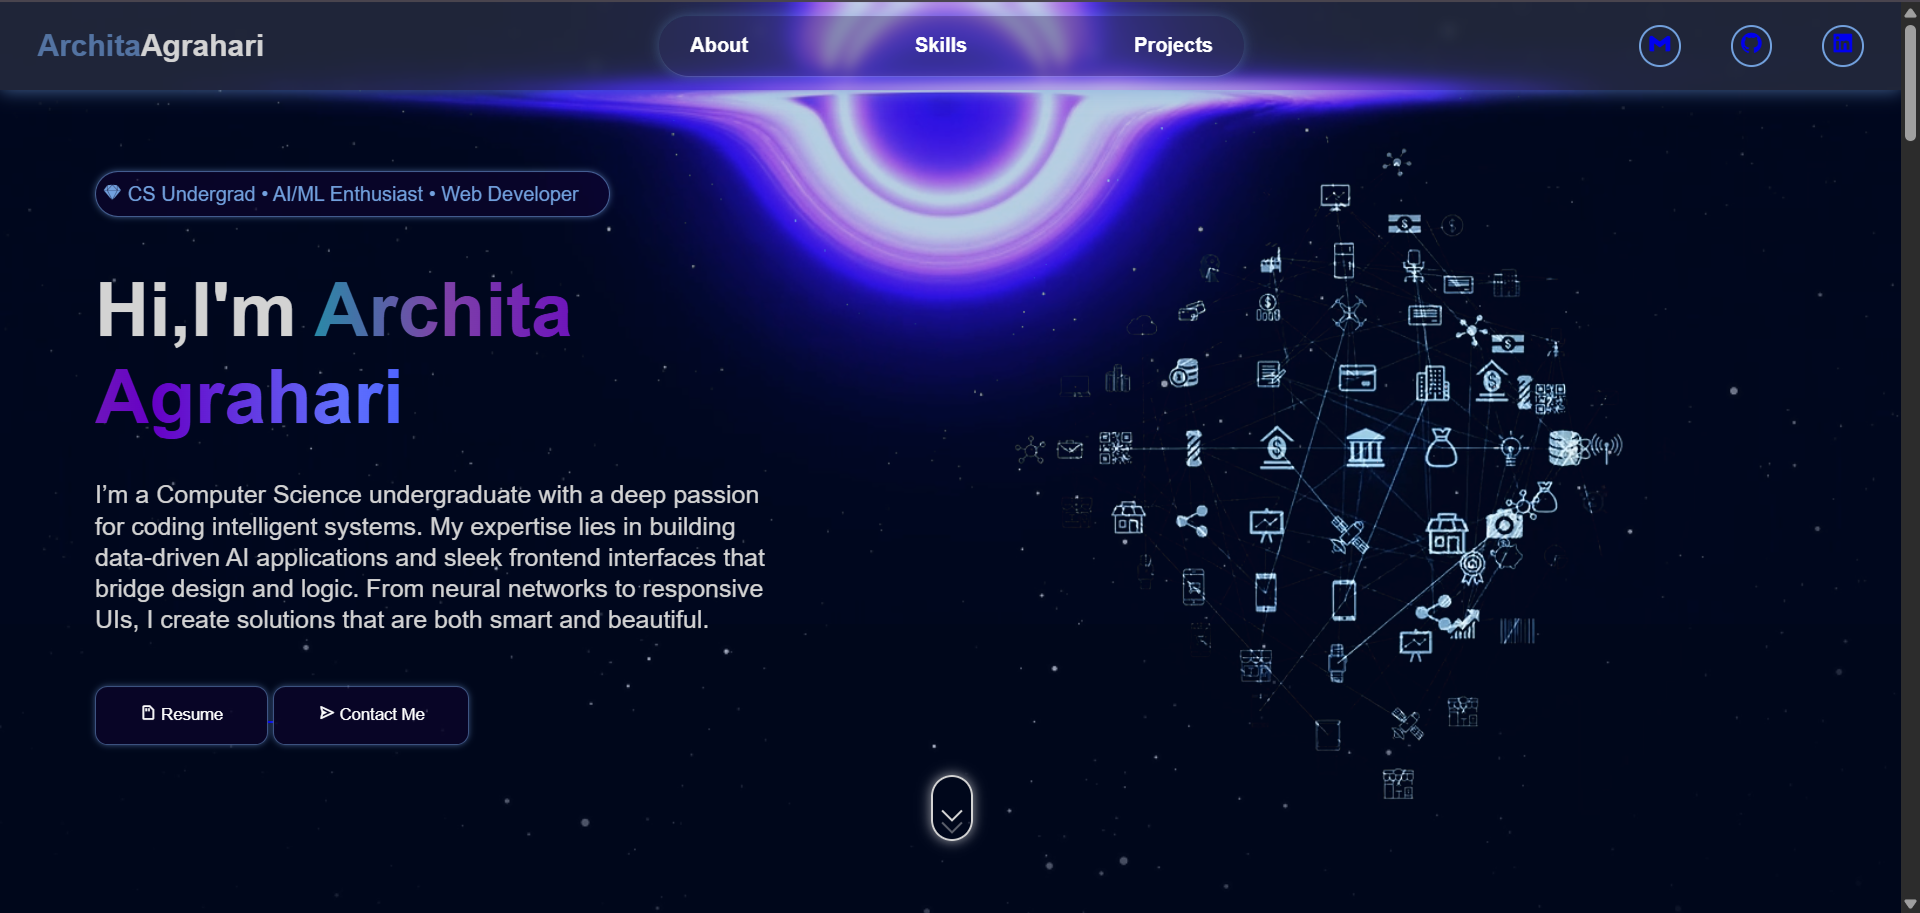 ArchitaAgrahari
About
Skills
Projects
CS Undergrad • AI/ML Enthusiast • Web Developer
Hi,I'm Archita
Agrahari
I’m a Computer Science undergraduate with a deep passion
for coding intelligent systems. My expertise lies in building
data-driven AI applications and sleek frontend interfaces that
bridge design and logic. From neural networks to responsive
UIs, I create solutions that are both smart and beautiful.
Resume
Contact Me